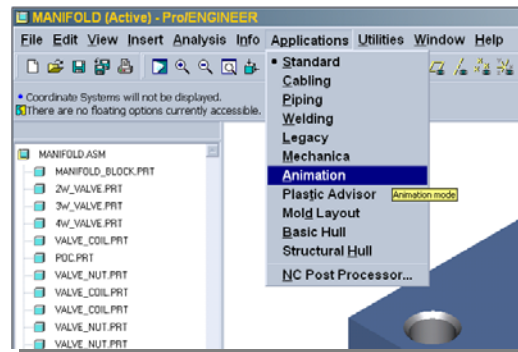 MANIFOLD (Active) - Pro/ENGINEER
File Edit View Insert Analysis Info Applications Utilities Window Help
• Coordinate Systems will not be displayed.
There are no floating options currently accessible.
• Standard
Cabling
Piping
Welding
Legacy
Mechanica
Animation
Animation mode
Plastic Advisor
Mold Layout
Basic Hull
Structural Hull
NC Post Processor...
MANIFOLD.ASM
MANIFOLD_BLOCK.PRT
2W_VALVE.PRT
3W_VALVE.PRT
4W_VALVE.PRT
VALVE_COIL.PRT
POC.PRT
VALVE_NUT.PRT
VALVE_COIL.PRT
VALVE_NUT.PRT
VALVE_COIL.PRT
VALVE_NUT.PRT
VALVE_NUT.PRT